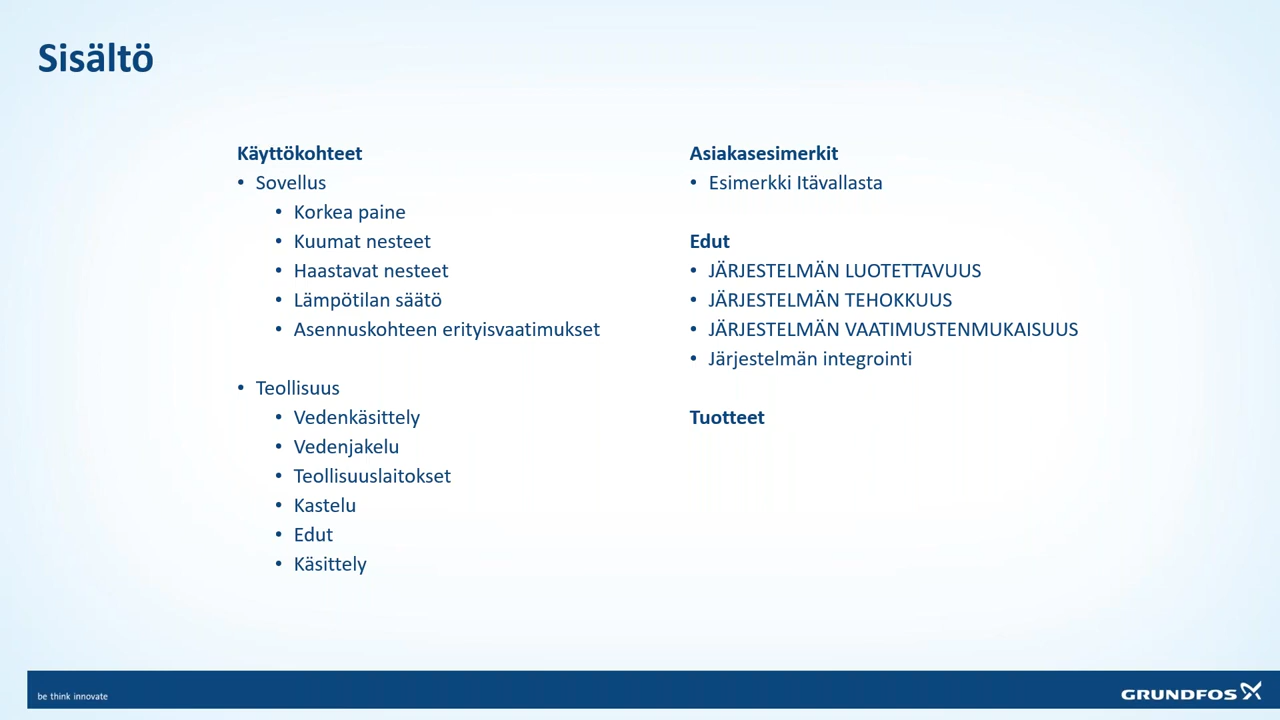 Sisältö
Käyttökohteet
• Sovellus
• Korkea paine
• Kuumat nesteet
• Haastavat nesteet
• Lämpötilan säätö
• Asennuskohteen erityisvaatimukset
• Teollisuus
• Vedenkäsittely
• Vedenjakelu
• Teollisuuslaitokset
• Kastelu
• Edut
• Käsittely
Asiakasesimerkit
• Esimerkki Itävallasta
Edut
• JÄRJESTELMÄN LUOTETTAVUUS
• JÄRJESTELMÄN TEHOKKUUS
• JÄRJESTELMÄN VAATIMUSTENMUKAISUUS
• Järjestelmän integrointi
Tuotteet
be think innovate
GRUNDFOS